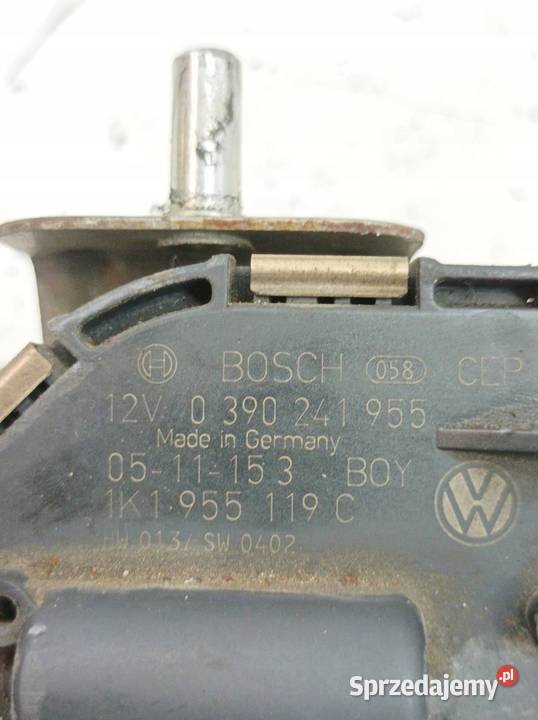 BOSCH 058 CEP
12V 0 390 241 955
Made in Germany
05-11-15 3 BOY
1K1 955 119 C
HW 0137 SW 0402
Sprzedajemy.pl